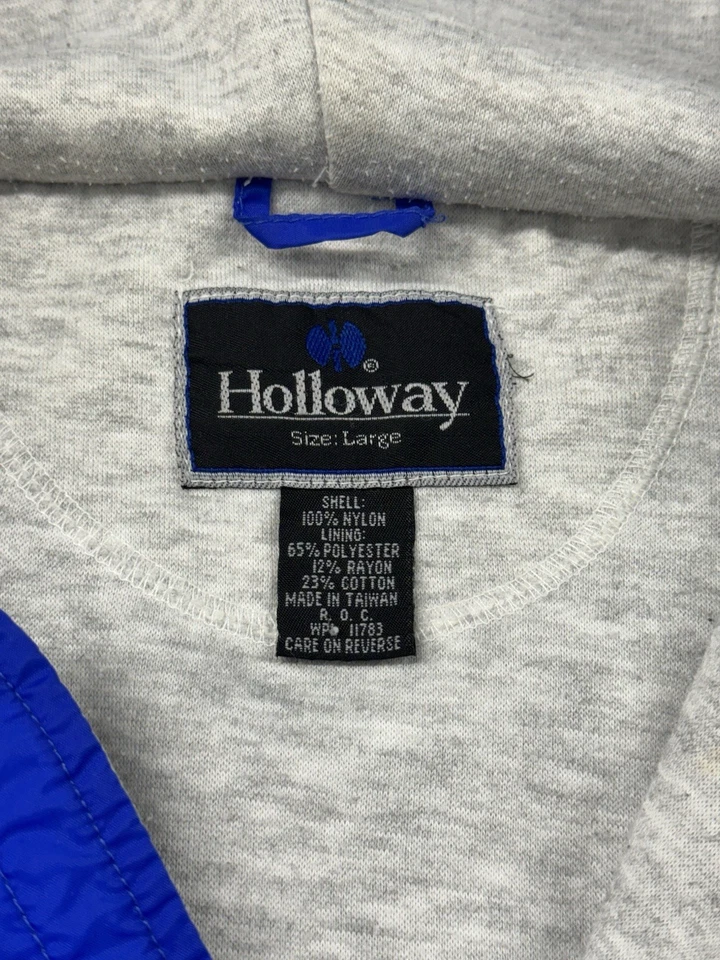 ®
Holloway
Size: Large
SHELL:
100% NYLON
LINING:
65% POLYESTER
12% RAYON
23% COTTON
MADE IN TAIWAN
R. O. C.
WPL 11783
CARE ON REVERSE